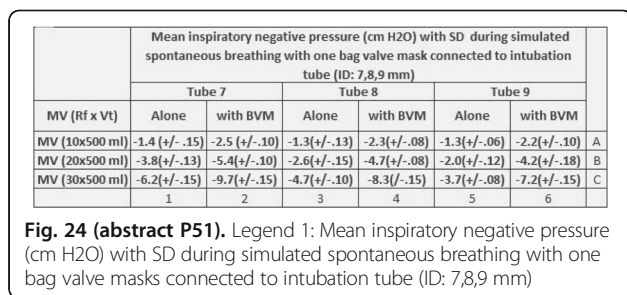 Mean inspiratory negative pressure (cm H2O) with SD during simulated
spontaneous breathing with one bag valve mask connected to intubation
tube (ID: 7,8,9 mm)
Tube 7 Tube 8 Tube 9
MV (Rf x Vt) Alone with BVM Alone with BVM Alone with BVM
MV (10x500 ml) -1.4 (+/- .15) -2.5 (+/-.10) -1.3(+/-.13) -2.3(+/-.08) -1.3(+/-.06) -2.2(+/-.10) A
MV (20x500 ml) -3.8(+/-.13) -5.4(+/-.10) -2.6(+/-.15) -4.7(+/-.08) -2.0(+/-.12) -4.2(+/-.18) B
MV (30x500 ml) -6.2(+/-.15) -9.7(+/-.15) -4.7(+/-.10) -8.3(/-.15) -3.7(+/-.08) -7.2(+/-.15) C
1 2 3 4 5 6
Fig. 24 (abstract P51). Legend 1: Mean inspiratory negative pressure
(cm H2O) with SD during simulated spontaneous breathing with one
bag valve masks connected to intubation tube (ID: 7,8,9 mm)